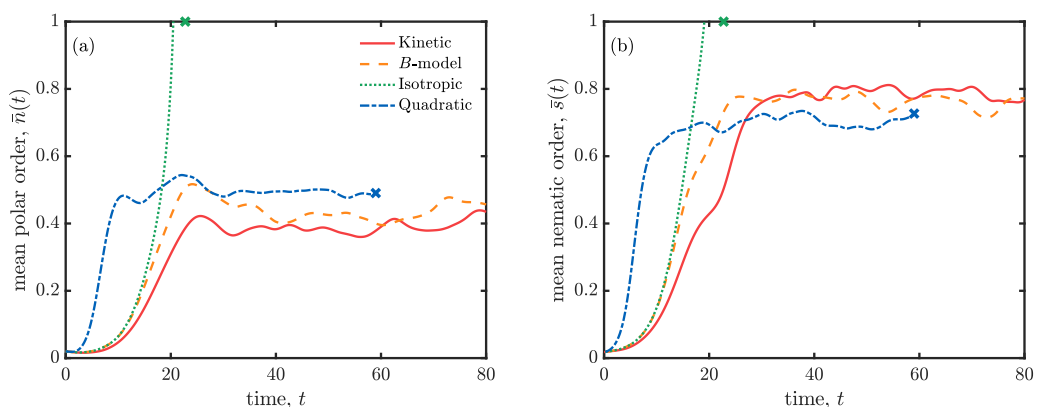 (a)
mean polar order, n̄(t)
1
0.8
0.6
0.4
0.2
0
0 20 40 60 80
time, t
Kinetic
B-model
Isotropic
Quadratic
(b)
mean nematic order, s̄(t)
1
0.8
0.6
0.4
0.2
0
0 20 40 60 80
time, t